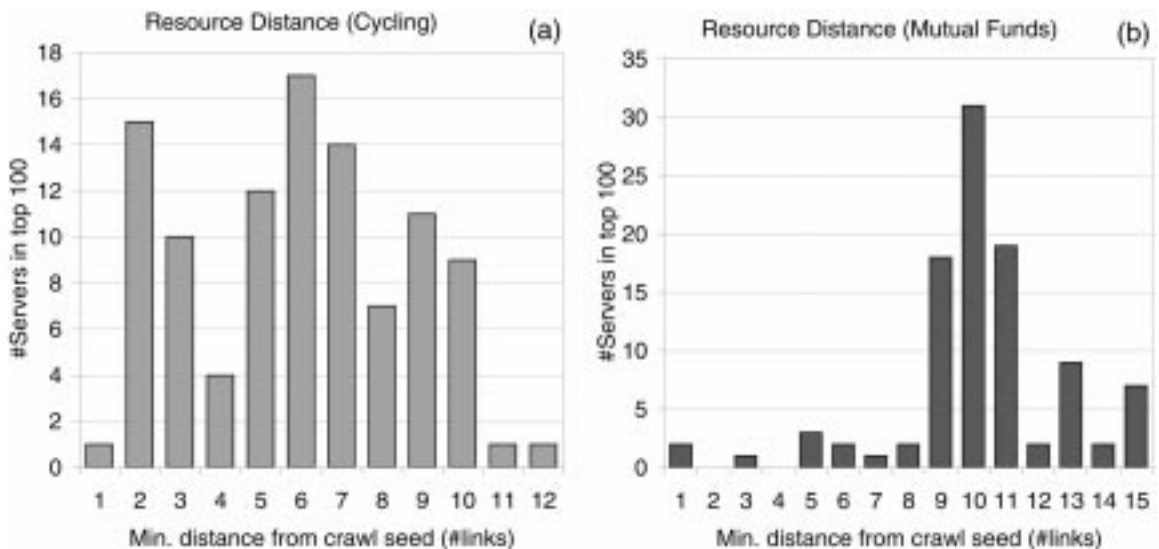 Resource Distance (Cycling)
(a)
18
16
14
12
10
8
6
4
2
0
#Servers in top 100
1 2 3 4 5 6 7 8 9 10 11 12
Min. distance from crawl seed (#links)
Resource Distance (Mutual Funds)
(b)
35
30
25
20
15
10
5
0
#Servers in top 100
1 2 3 4 5 6 7 8 9 10 11 12 13 14 15
Min. distance from crawl seed (#links)